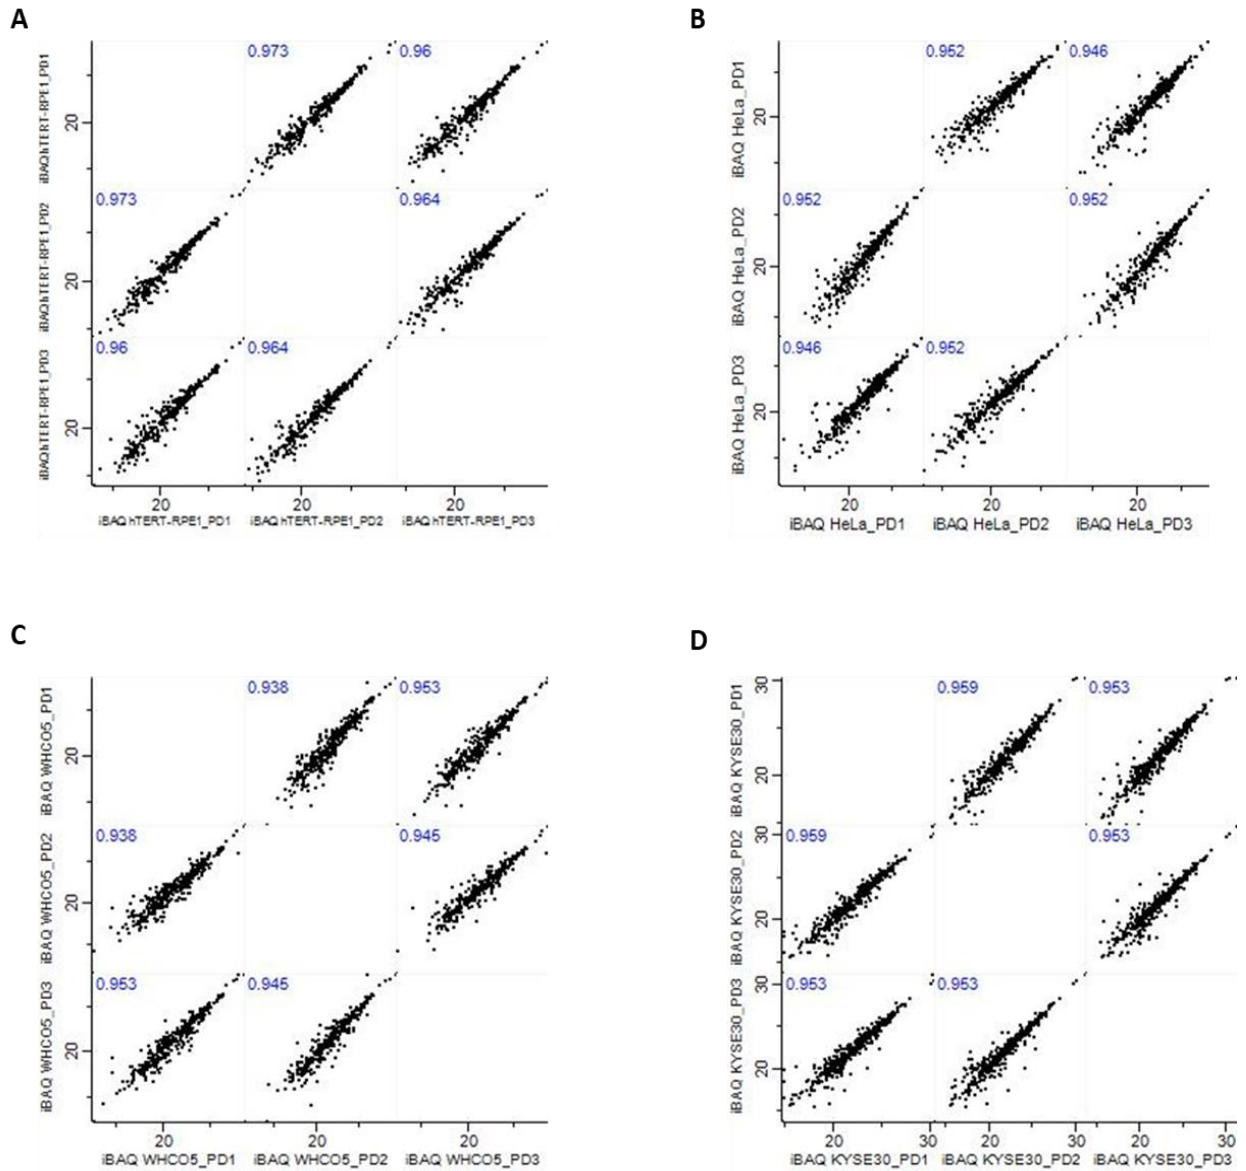 A
iBAQ hTERT-RPE1_PD1
20
0.973
0.96
iBAQ hTERT-RPE1_PD2
20
0.973
0.964
iBAQ hTERT-RPE1_PD3
20
0.96
0.964
20
20
20
iBAQ hTERT-RPE1_PD1
iBAQ hTERT-RPE1_PD2
iBAQ hTERT-RPE1_PD3
B
iBAQ HeLa_PD1
20
0.952
0.946
iBAQ HeLa_PD2
20
0.952
0.952
iBAQ HeLa_PD3
20
0.946
0.952
20
20
20
iBAQ HeLa_PD1
iBAQ HeLa_PD2
iBAQ HeLa_PD3
C
iBAQ WHCO5_PD1
20
0.938
0.953
iBAQ WHCO5_PD2
20
0.938
0.945
iBAQ WHCO5_PD3
20
0.953
0.945
20
20
20
iBAQ WHCO5_PD1
iBAQ WHCO5_PD2
iBAQ WHCO5_PD3
D
iBAQ KYSE30_PD1
30
20
0.959
0.953
iBAQ KYSE30_PD2
30
20
0.959
0.953
iBAQ KYSE30_PD3
30
20
0.953
0.953
20
30
20
30
20
30
iBAQ KYSE30_PD1
iBAQ KYSE30_PD2
iBAQ KYSE30_PD3